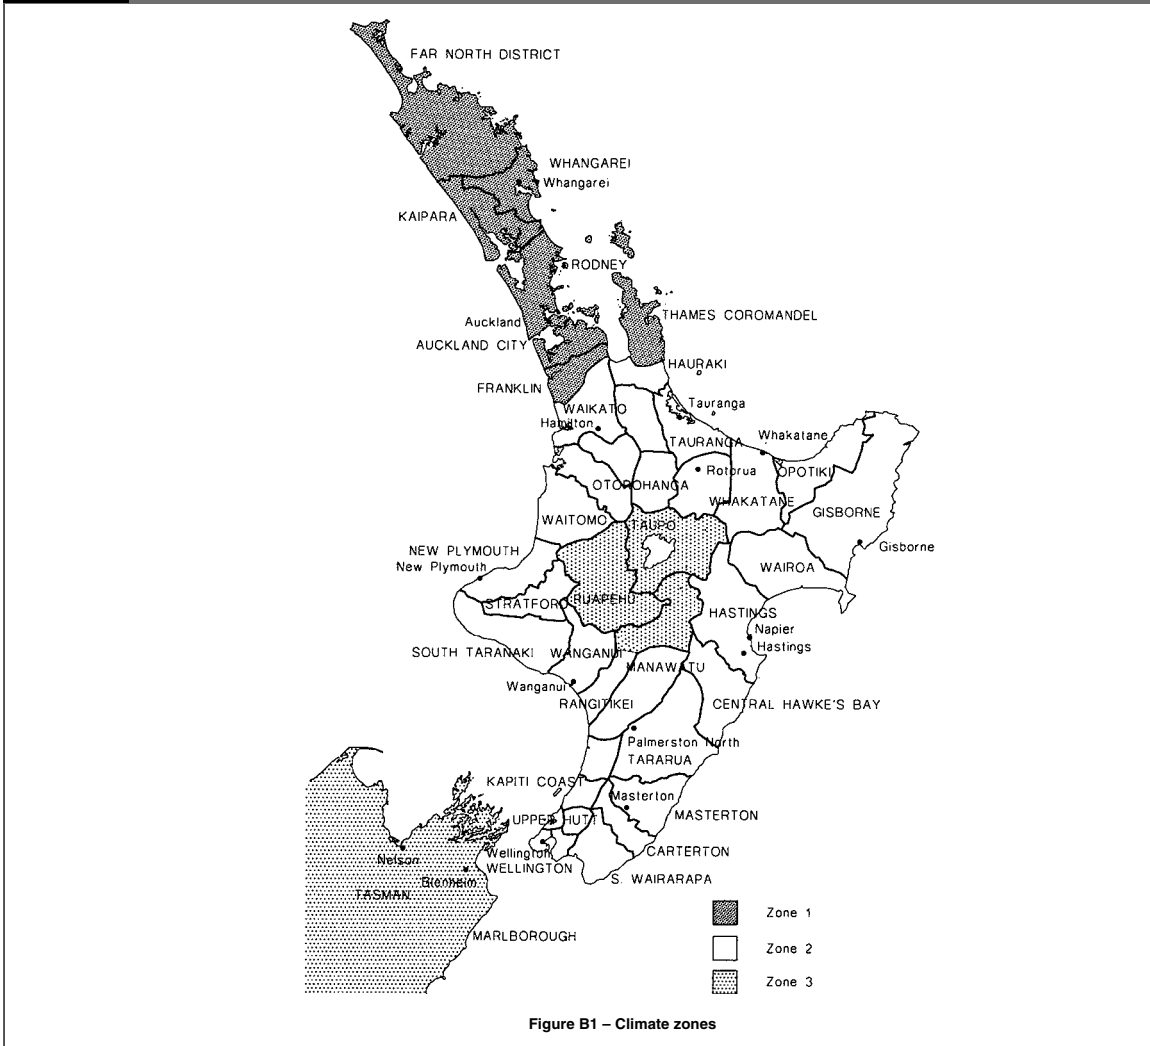 FAR NORTH DISTRICT
WHANGAREI
Whangarei
KAIPARA
RODNEY
THAMES COROMANDEL
Auckland
AUCKLAND CITY
HAURAKI
FRANKLIN
Tauranga
WAIKATO
Hamilton
TAURANGA
Whakatane
Rotorua
OPOTIKI
OTOROHANGA
WHAKATANE
GISBORNE
WAITOMO
TAUPO
Gisborne
NEW PLYMOUTH
New Plymouth
WAIROA
STRATFORD
RUAPEHU
HASTINGS
Napier
Hastings
SOUTH TARANAKI
WANGANUI
MANAWATU
Wanganui
RANGITIKEI
CENTRAL HAWKE'S BAY
Palmerston North
TARARUA
KAPITI COAST
Masterton
MASTERTON
UPPER HUTT
Wellington
WELLINGTON
CARTERTON
S. WAIRARAPA
Nelson
Blenheim
TASMAN
MARLBOROUGH
Zone 1
Zone 2
Zone 3
Figure B1 – Climate zones